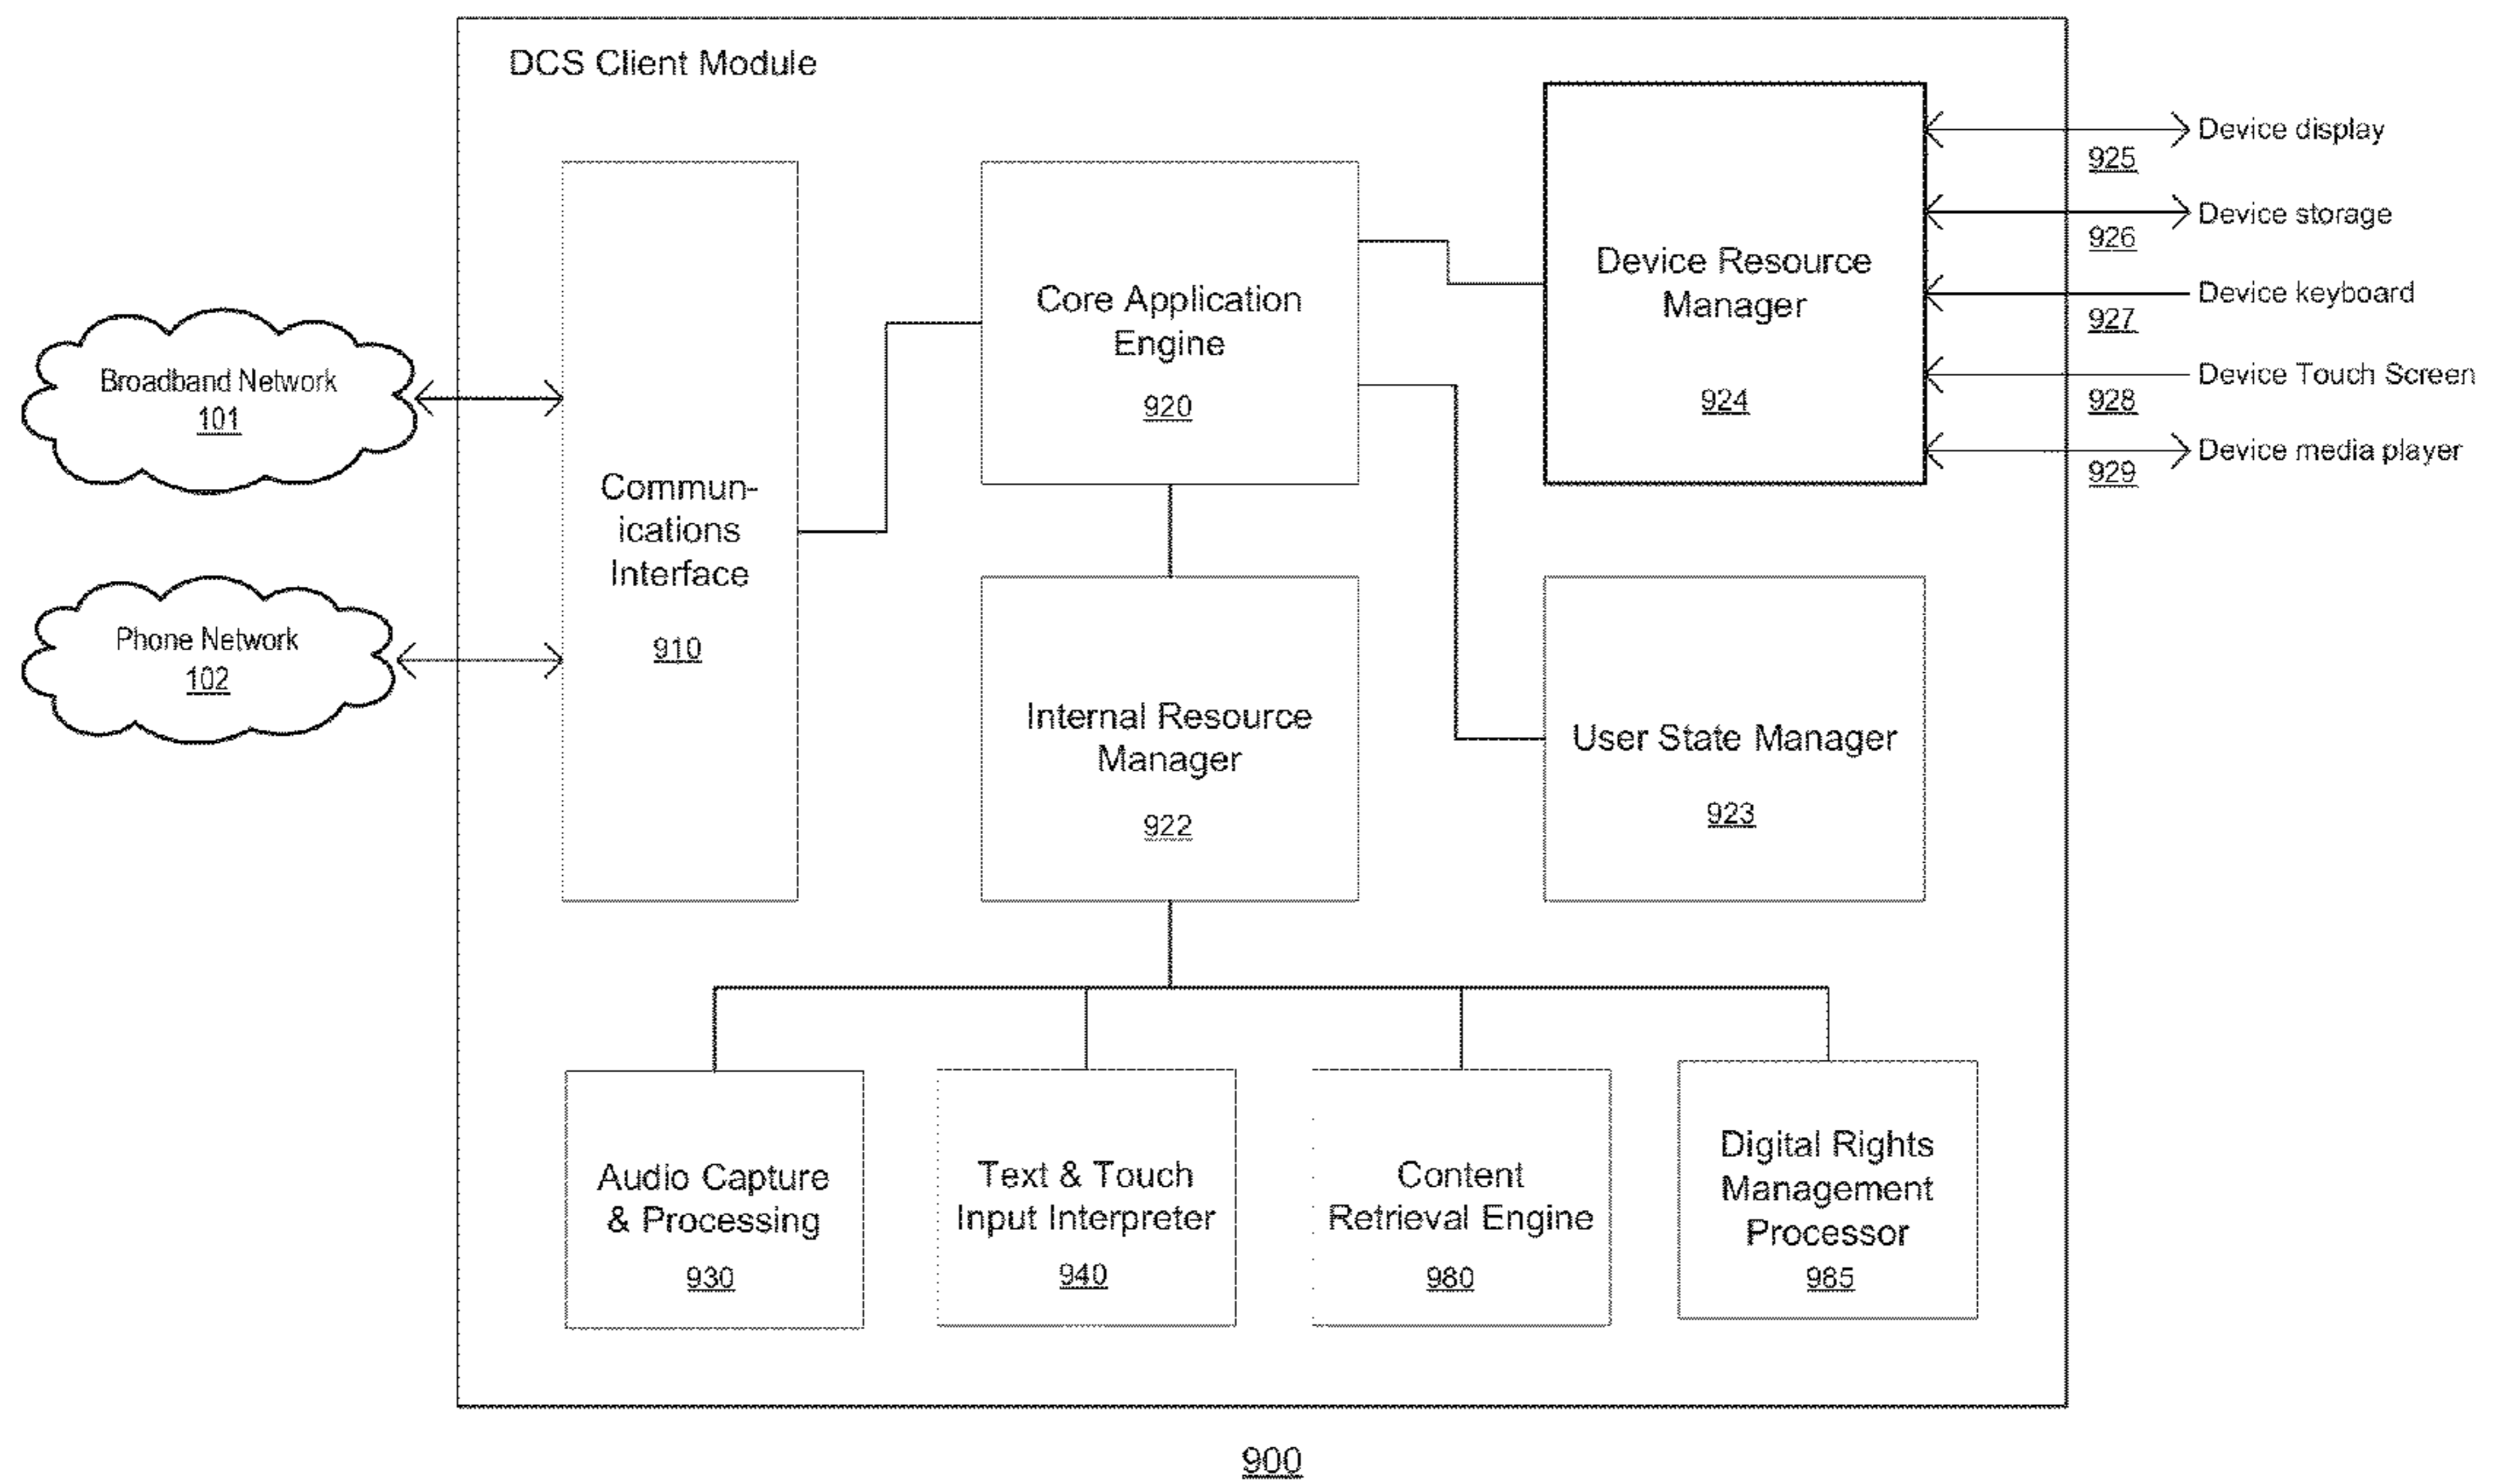 DCS Client Module
Broadband Network
101
Phone Network
102
Commun-
ications
Interface
910
Core Application
Engine
920
Internal Resource
Manager
922
Device Resource
Manager
924
User State Manager
923
Device display
925
Device storage
926
Device keyboard
927
Device Touch Screen
928
Device media player
929
Audio Capture
& Processing
930
Text & Touch
Input Interpreter
940
Content
Retrieval Engine
980
Digital Rights
Management
Processor
985
900